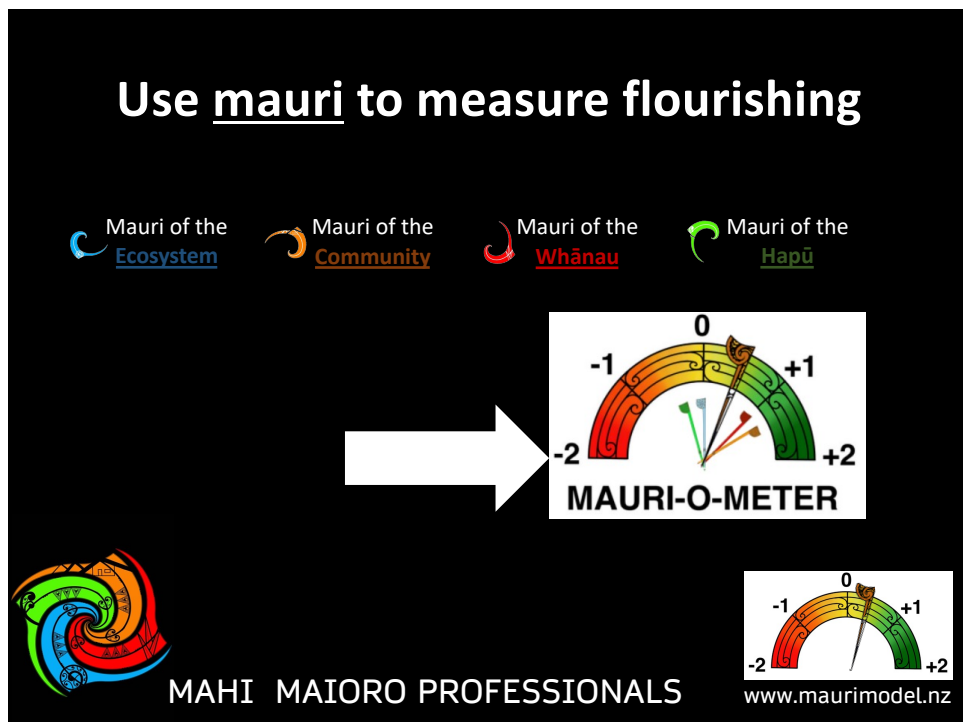 Use mauri to measure flourishing
Mauri of the
Ecosystem
Mauri of the
Community
Mauri of the
Whānau
Mauri of the
Hapū
0
-1
+1
-2
+2
MAURI-O-METER
0
-1
+1
-2
+2
MAHI MAIORO PROFESSIONALS
www.maurimodel.nz